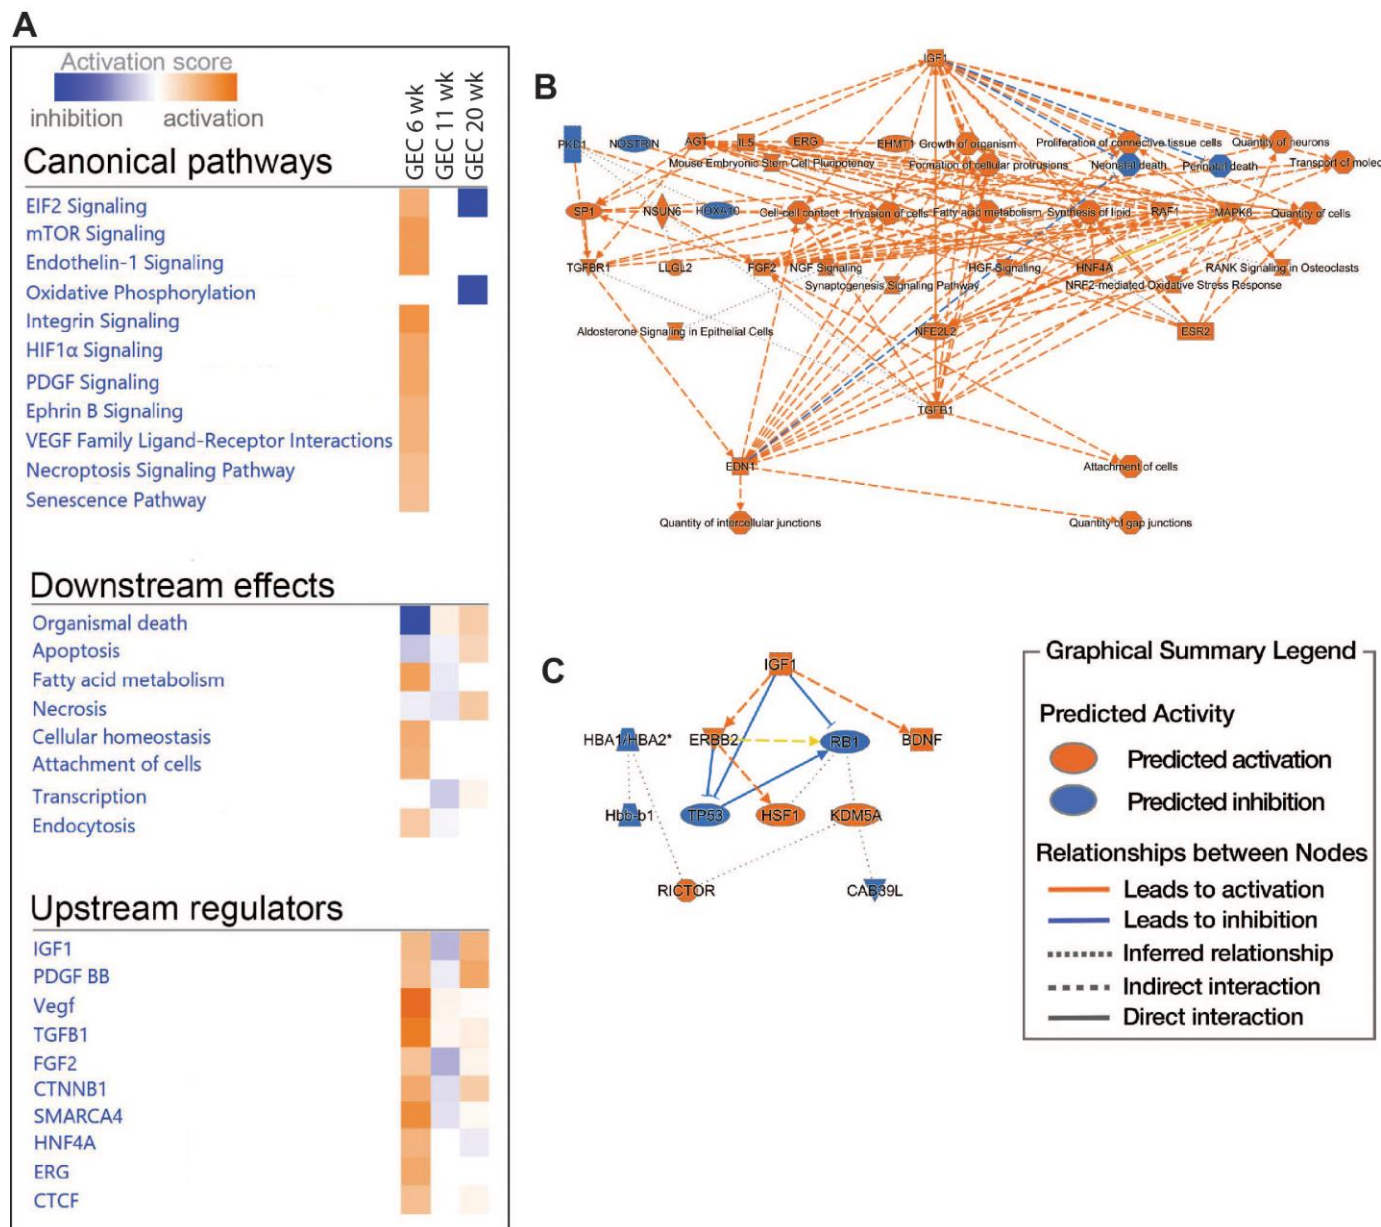 A
Activation score
inhibition activation
GEC 6 wk
GEC 11 wk
GEC 20 wk
Canonical pathways
EIF2 Signaling
mTOR Signaling
Endothelin-1 Signaling
Oxidative Phosphorylation
Integrin Signaling
HIF1α Signaling
PDGF Signaling
Ephrin B Signaling
VEGF Family Ligand-Receptor Interactions
Necroptosis Signaling Pathway
Senescence Pathway
Downstream effects
Organismal death
Apoptosis
Fatty acid metabolism
Necrosis
Cellular homeostasis
Attachment of cells
Transcription
Endocytosis
Upstream regulators
IGF1
PDGF BB
Vegf
TGFB1
FGF2
CTNNB1
SMARCA4
HNF4A
ERG
CTCF
B
IGF1
PKD1 NOSTRIN AGT IL5 ERG EHMT1 Growth of organism Proliferation of connective tissue cells Quantity of neurons
Mouse Embryonic Stem Cell Pluripotency Formation of cellular protrusions Neonatal death Perinatal death Transport of molec
SP1 NSUN6 HOXA10 Cell-cell contact Invasion of cells Fatty acid metabolism Synthesis of lipid RAF1 MAPK8 Quantity of cells
TGFBR1 LLGL2 FGF2 NGF Signaling HGF Signaling HNF4A RANK Signaling in Osteoclasts
Synaptogenesis Signaling Pathway NRF2-mediated Oxidative Stress Response
Aldosterone Signaling in Epithelial Cells NFE2L2 ESR2
TGFB1
EDN1 Attachment of cells
Quantity of intercellular junctions Quantity of gap junctions
C
IGF1
HBA1/HBA2* ERBB2 RB1 BDNF
Hbb-b1 TP53 HSF1 KDM5A
RICTOR CAB39L
Graphical Summary Legend
Predicted Activity
Predicted activation
Predicted inhibition
Relationships between Nodes
Leads to activation
Leads to inhibition
Inferred relationship
Indirect interaction
Direct interaction